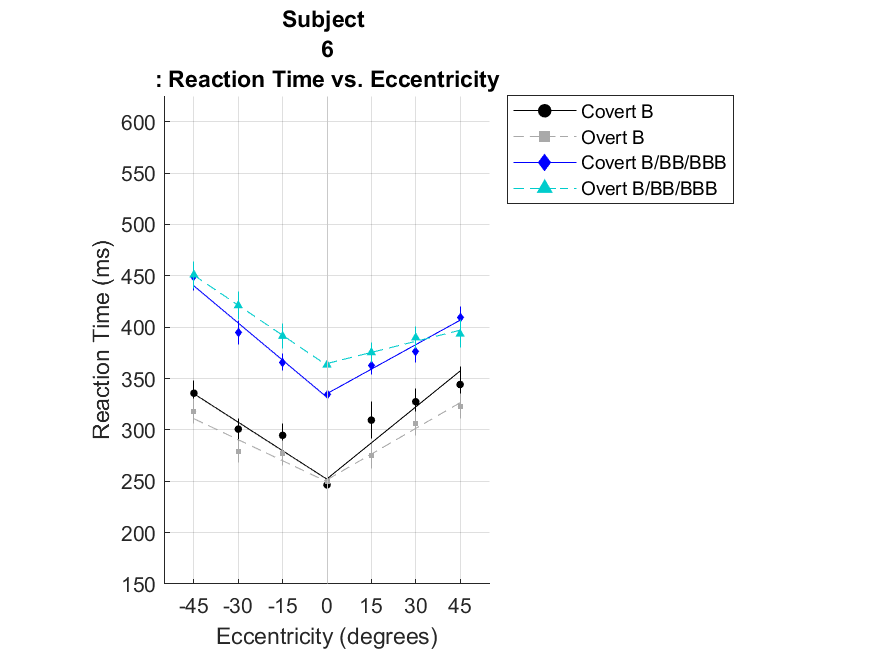 Subject
6
: Reaction Time vs. Eccentricity
Covert B
Overt B
Covert B/BB/BBB
Overt B/BB/BBB
600
550
500
450
400
350
300
250
200
150
Reaction Time (ms)
-45 -30 -15 0 15 30 45
Eccentricity (degrees)